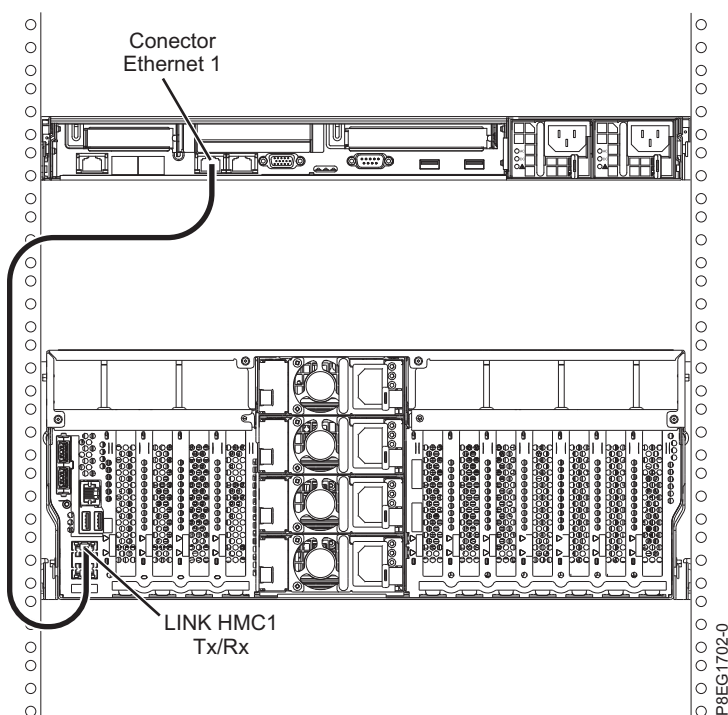 Conector
Ethernet 1
LINK HMC1
Tx/Rx
P8EG1702-0